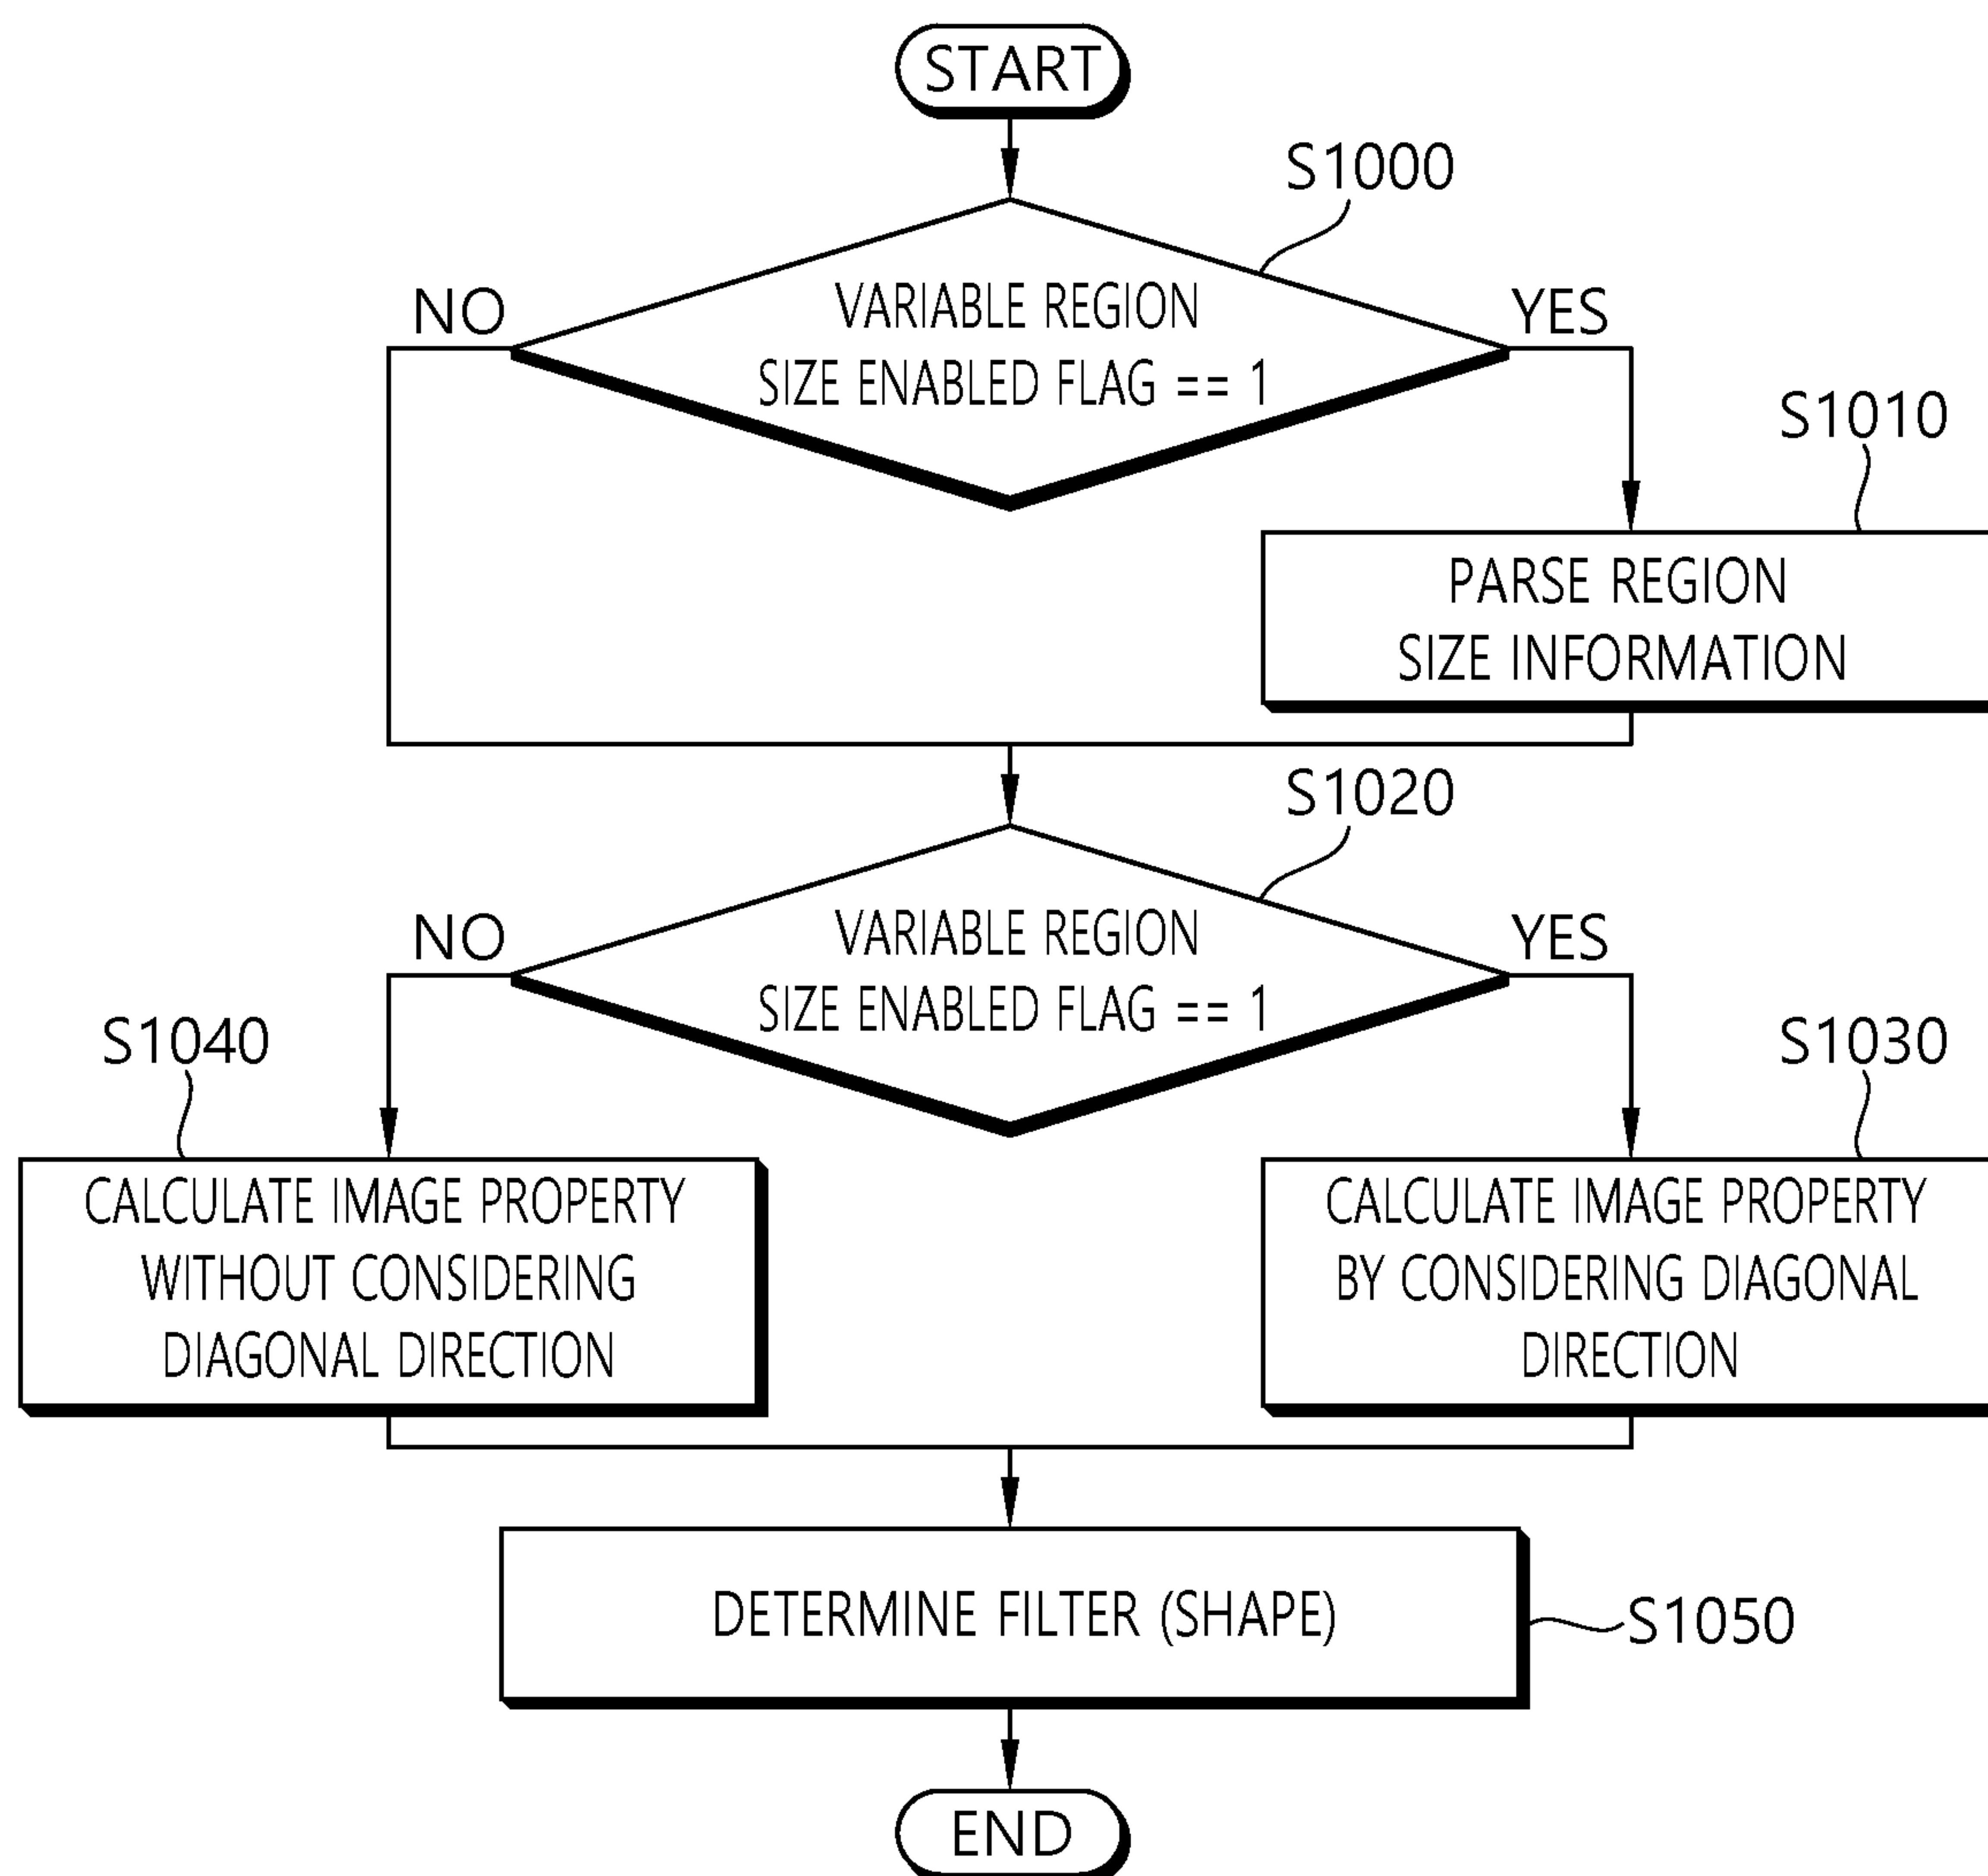 START
S1000
VARIABLE REGION
SIZE ENABLED FLAG == 1
NO
YES
S1010
PARSE REGION
SIZE INFORMATION
S1020
VARIABLE REGION
SIZE ENABLED FLAG == 1
NO
YES
S1040
CALCULATE IMAGE PROPERTY
WITHOUT CONSIDERING
DIAGONAL DIRECTION
S1030
CALCULATE IMAGE PROPERTY
BY CONSIDERING DIAGONAL
DIRECTION
DETERMINE FILTER (SHAPE)
S1050
END